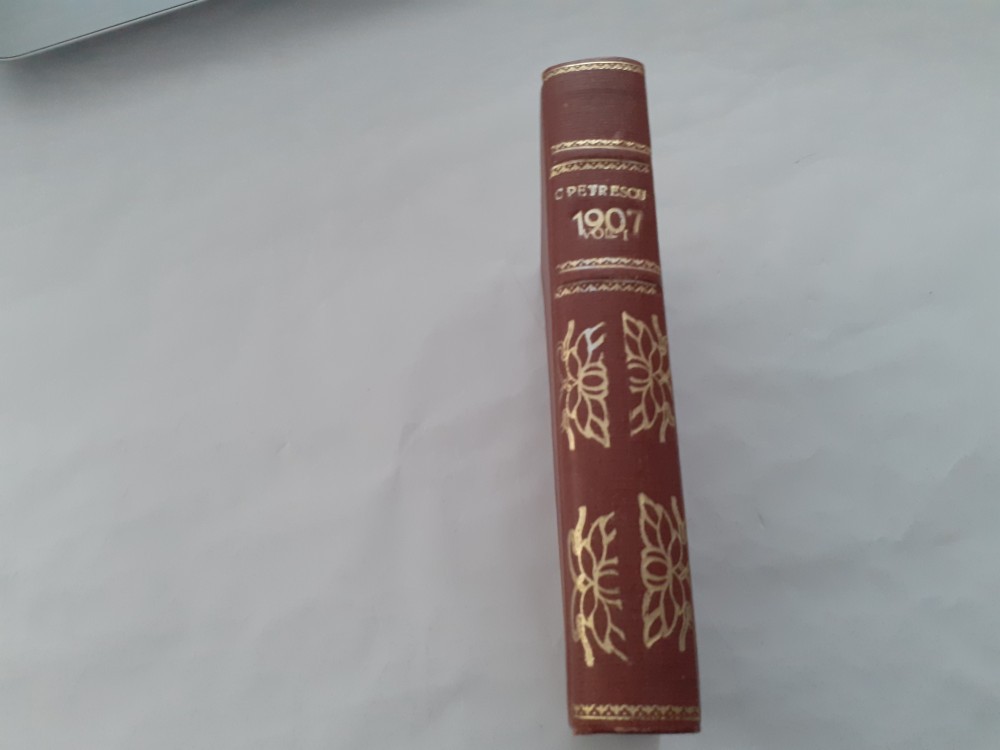 C PETRESCU
1907
VOL I